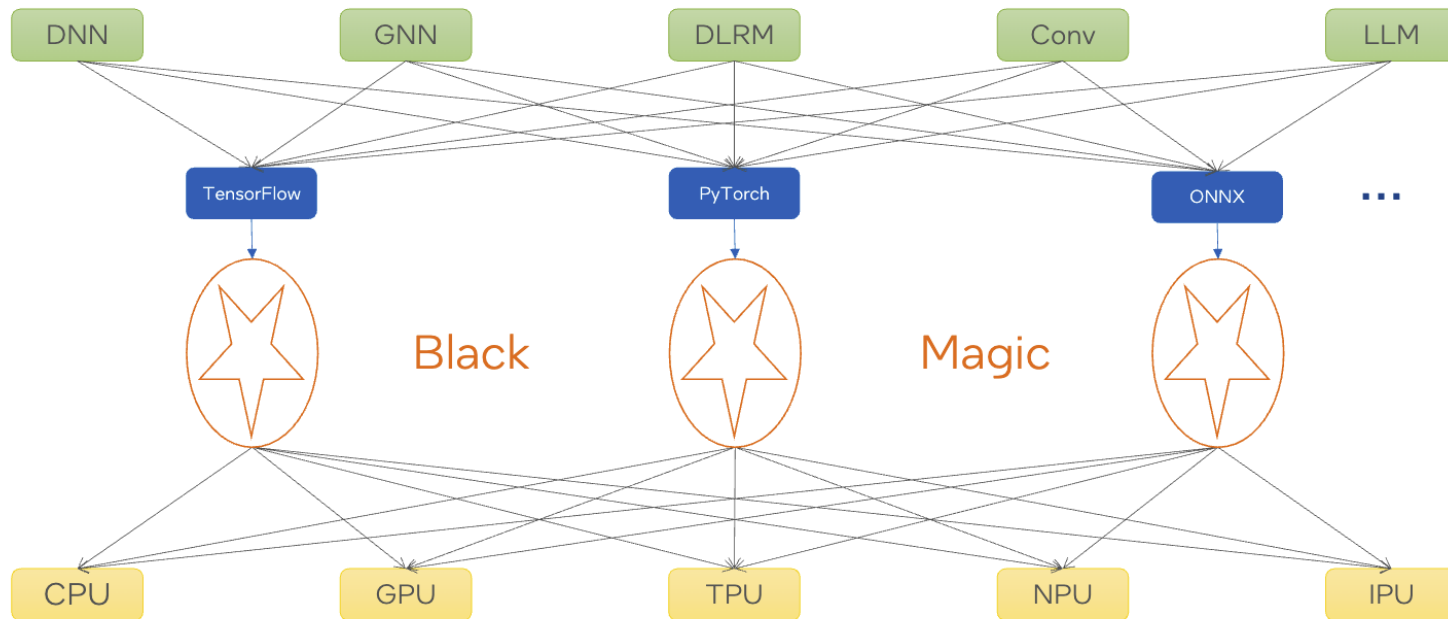 DNN
GNN
DLRM
Conv
LLM
TensorFlow
PyTorch
ONNX
...
Black
Magic
CPU
GPU
TPU
NPU
IPU